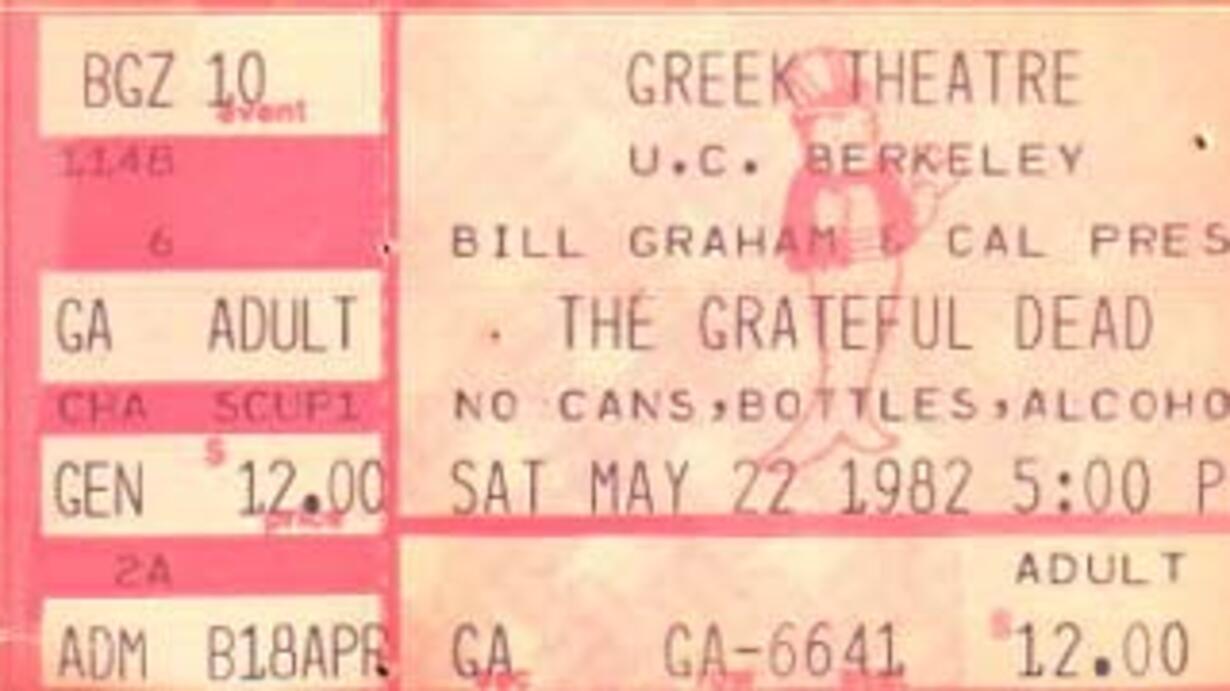 BGZ 10
event
1148
6
GA ADULT
CHA SCUP1
$
GEN 12.00
price
2A
ADM B18APR
GREEK THEATRE
U.C. BERKELEY
BILL GRAHAM & CAL PRES
THE GRATEFUL DEAD
NO CANS,BOTTLES,ALCOHO
SAT MAY 22 1982 5:00 P
ADULT
GA GA-6641 $12.00